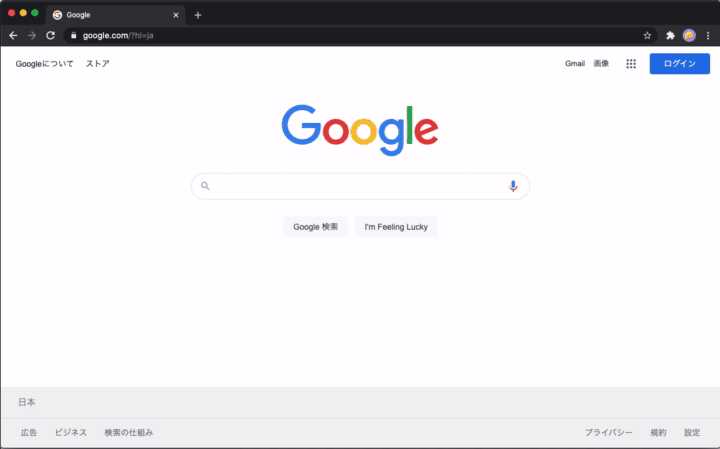 Google
google.com/?hl=ja
Googleについて ストア Gmail 画像 ログイン
Google
Google 検索 I'm Feeling Lucky
日本
広告 ビジネス 検索の仕組み プライバシー 規約 設定